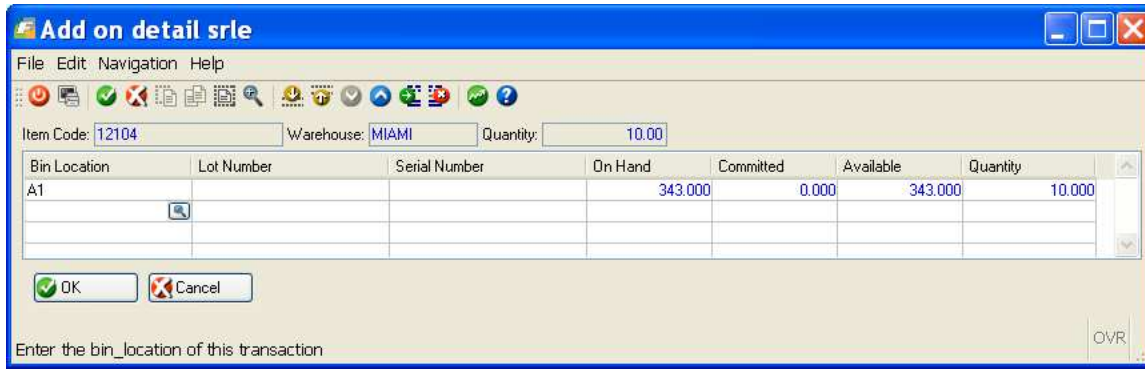 Add on detail srle
File Edit Navigation Help
Item Code: 12104 Warehouse: MIAMI Quantity: 10.00
Bin Location Lot Number Serial Number On Hand Committed Available Quantity
A1 343.000 0.000 343.000 10.000
OK Cancel
OVR
Enter the bin_location of this transaction